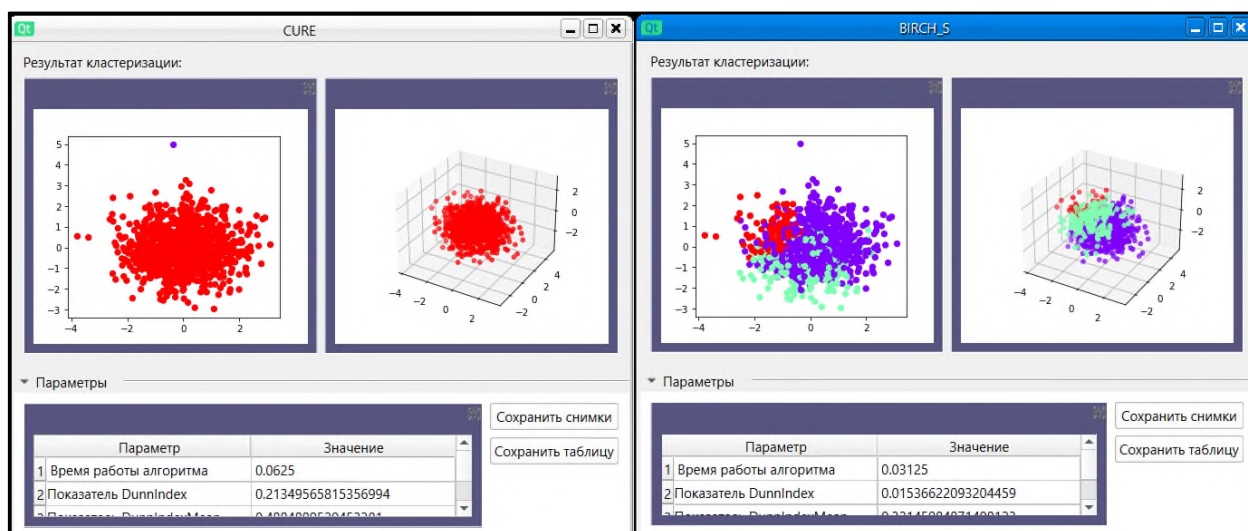 Qt CURE
Результат кластеризации:
5
4
3
2
1
0
−1
−2
−3
−4 −2 0 2
2
0
−2
4
2
0
−2
−4 −2 0 2
Параметры
Сохранить снимки
Сохранить таблицу
Параметр Значение
1 Время работы алгоритма 0.0625
2 Показатель DunnIndex 0.21349565815356994
Qt BIRCH_S
Результат кластеризации:
5
4
3
2
1
0
−1
−2
−3
−4 −2 0 2
2
0
−2
4
2
0
−2
−4 −2 0 2
Параметры
Сохранить снимки
Сохранить таблицу
Параметр Значение
1 Время работы алгоритма 0.03125
2 Показатель DunnIndex 0.01536622093204459